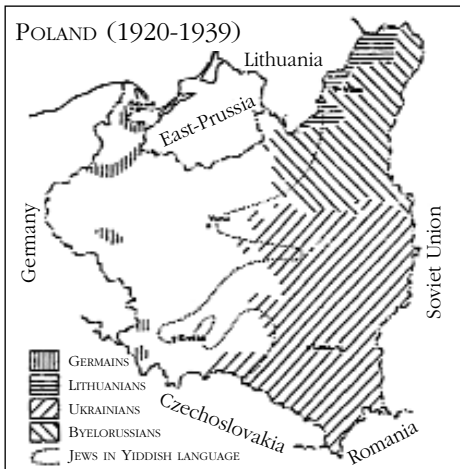 POLAND (1920-1939)
Lithuania
East-Prussia
Germany
Soviet Union
GERMAINS
LITHUANIANS
UKRAINIANS
BYELORUSSIANS
JEWS IN YIDDISH LANGUAGE
Czechoslovakia
Romania